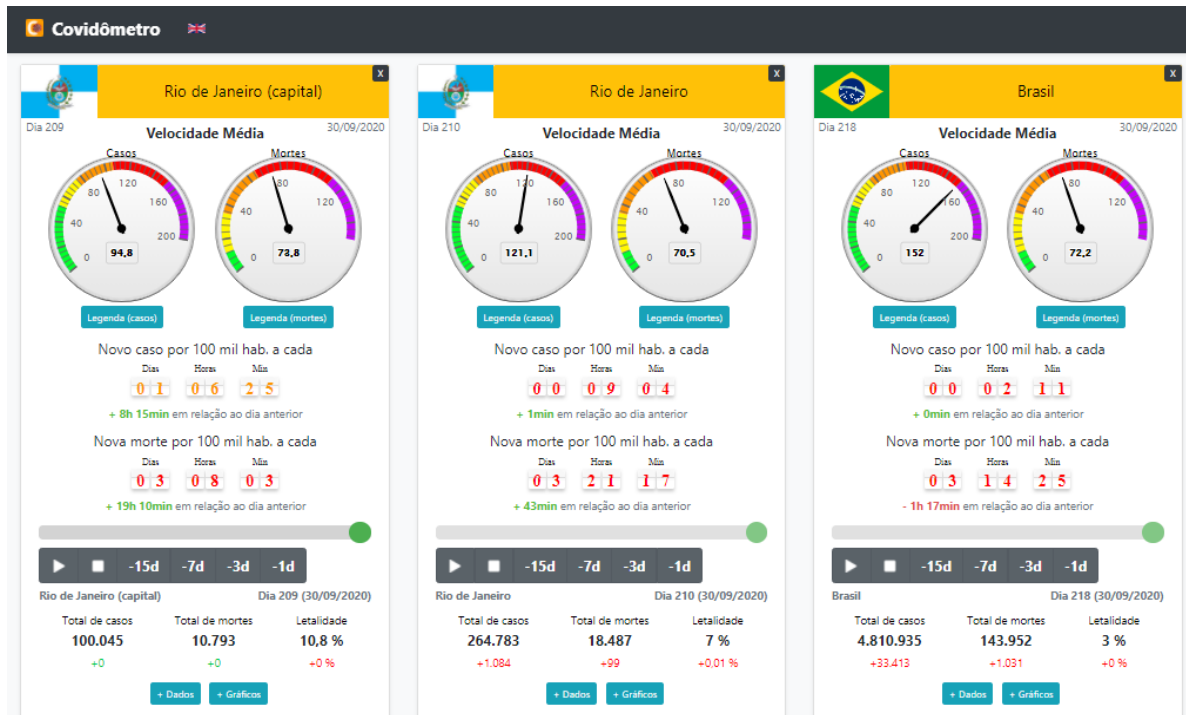 Covidômetro
Rio de Janeiro (capital)
X
Dia 209
30/09/2020
Velocidade Média
Casos
Mortes
0
40
80
120
160
200
94,8
0
40
80
120
78,8
Legenda (casos)
Legenda (mortes)
Novo caso por 100 mil hab. a cada
Dias Horas Min
0 1 0 6 2 5
+ 8h 15min em relação ao dia anterior
Nova morte por 100 mil hab. a cada
Dias Horas Min
0 3 0 8 0 3
+ 19h 10min em relação ao dia anterior
-15d -7d -3d -1d
Rio de Janeiro (capital) Dia 209 (30/09/2020)
Total de casos Total de mortes Letalidade
100.045 10.793 10,8 %
+0 +0 +0 %
+ Dados + Gráficos
Rio de Janeiro
X
Dia 210
30/09/2020
Velocidade Média
Casos
Mortes
0
40
80
120
160
200
121,1
0
40
80
120
70,5
Legenda (casos)
Legenda (mortes)
Novo caso por 100 mil hab. a cada
Dias Horas Min
0 0 0 9 0 4
+ 1min em relação ao dia anterior
Nova morte por 100 mil hab. a cada
Dias Horas Min
0 3 2 1 1 7
+ 43min em relação ao dia anterior
-15d -7d -3d -1d
Rio de Janeiro Dia 210 (30/09/2020)
Total de casos Total de mortes Letalidade
264.783 18.487 7 %
+1.084 +99 +0,01 %
+ Dados + Gráficos
Brasil
X
Dia 218
30/09/2020
Velocidade Média
Casos
Mortes
0
40
80
120
160
200
152
0
40
80
120
72,2
Legenda (casos)
Legenda (mortes)
Novo caso por 100 mil hab. a cada
Dias Horas Min
0 0 0 2 1 1
+ 0min em relação ao dia anterior
Nova morte por 100 mil hab. a cada
Dias Horas Min
0 3 1 4 2 5
- 1h 17min em relação ao dia anterior
-15d -7d -3d -1d
Brasil Dia 218 (30/09/2020)
Total de casos Total de mortes Letalidade
4.810.935 143.952 3 %
+33.413 +1.031 +0 %
+ Dados + Gráficos